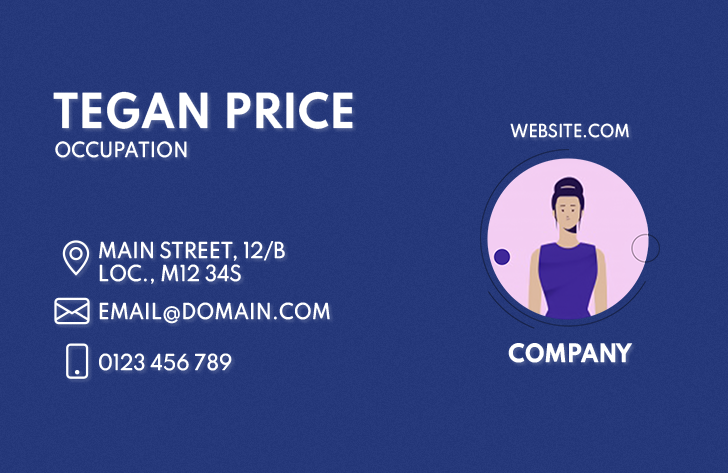 TEGAN PRICE
OCCUPATION
MAIN STREET, 12/B
LOC., M12 34S
EMAIL@DOMAIN.COM
0123 456 789
WEBSITE.COM
COMPANY